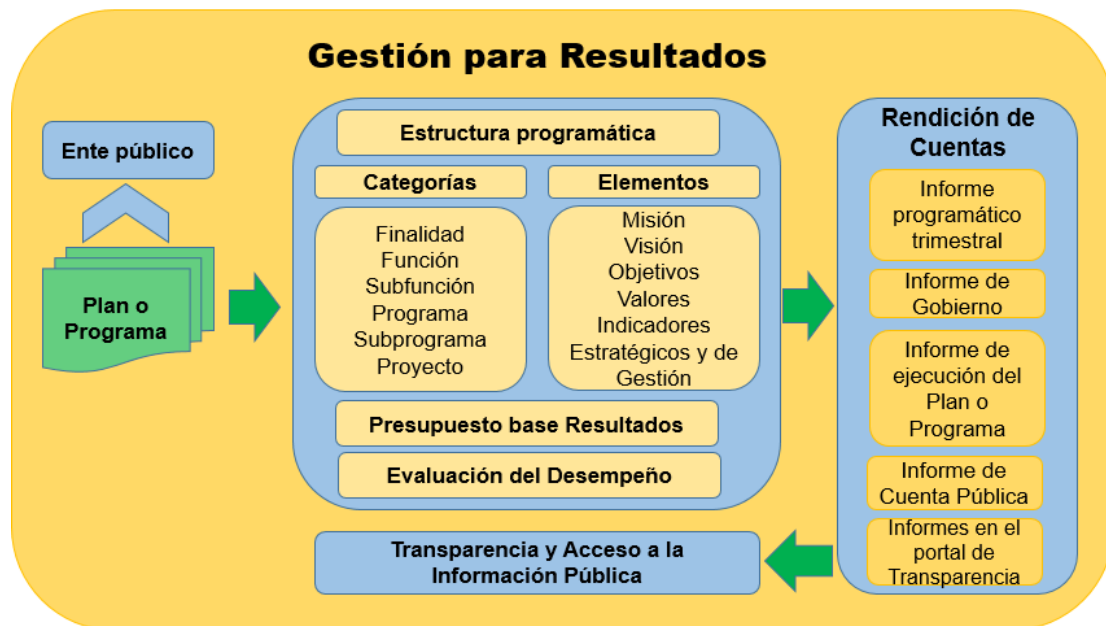 Gestión para Resultados
Ente público
Plan o
Programa
Estructura programática
Categorías
Finalidad
Función
Subfunción
Programa
Subprograma
Proyecto
Elementos
Misión
Visión
Objetivos
Valores
Indicadores
Estratégicos y de
Gestión
Presupuesto base Resultados
Evaluación del Desempeño
Rendición de
Cuentas
Informe
programático
trimestral
Informe de
Gobierno
Informe de
ejecución del
Plan o
Programa
Informe de
Cuenta Pública
Informes en el
portal de
Transparencia
Transparencia y Acceso a la
Información Pública